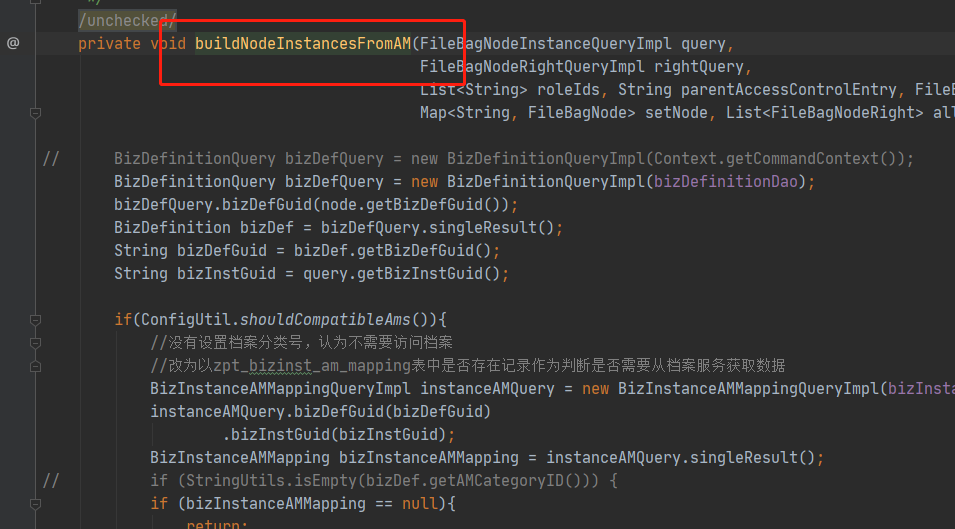 */
/unchecked/
@ private void buildNodeInstancesFromAM(FileBagNodeInstanceQueryImpl query,
FileBagNodeRightQueryImpl rightQuery,
List<String> roleIds, String parentAccessControlEntry, FileB
Map<String, FileBagNode> setNode, List<FileBagNodeRight> all
// BizDefinitionQuery bizDefQuery = new BizDefinitionQueryImpl(Context.getCommandContext());
BizDefinitionQuery bizDefQuery = new BizDefinitionQueryImpl(bizDefinitionDao);
bizDefQuery.bizDefGuid(node.getBizDefGuid());
BizDefinition bizDef = bizDefQuery.singleResult();
String bizDefGuid = bizDef.getBizDefGuid();
String bizInstGuid = query.getBizInstGuid();
if(ConfigUtil.shouldCompatibleAms()){
//没有设置档案分类号，认为不需要访问档案
//改为以zpt_bizinst_am_mapping表中是否存在记录作为判断是否需要从档案服务获取数据
BizInstanceAMMappingQueryImpl instanceAMQuery = new BizInstanceAMMappingQueryImpl(bizInsta
instanceAMQuery.bizDefGuid(bizDefGuid)
.bizInstGuid(bizInstGuid);
BizInstanceAMMapping bizInstanceAMMapping = instanceAMQuery.singleResult();
// if (StringUtils.isEmpty(bizDef.getAMCategoryID())) {
if (bizInstanceAMMapping == null){
return;